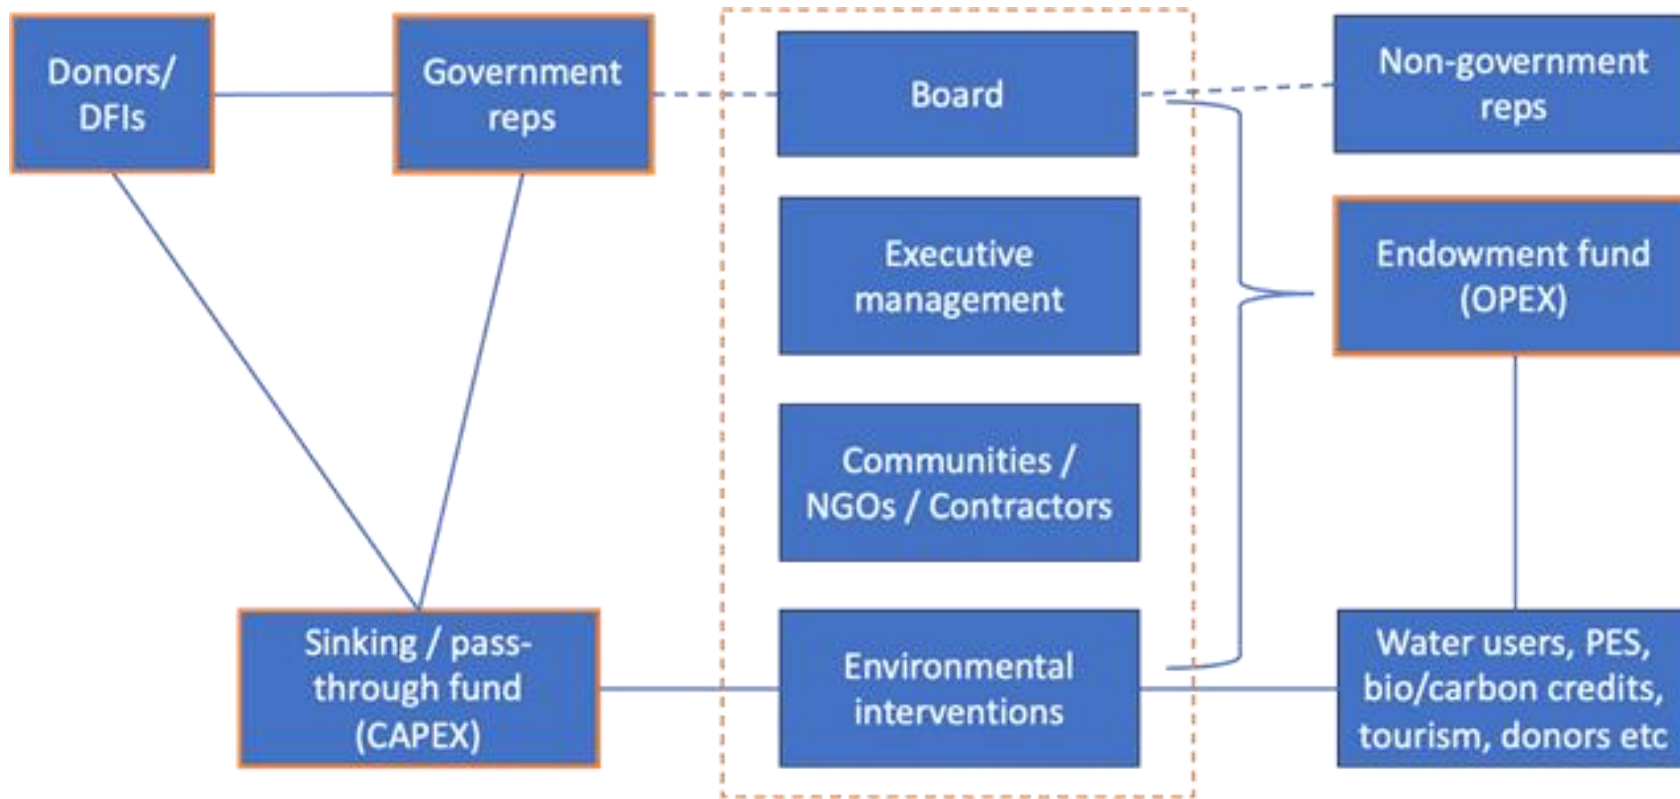 Donors/
DFIs
Government
reps
Board
Non-government
reps
Executive
management
Endowment fund
(OPEX)
Communities /
NGOs / Contractors
Sinking / pass-
through fund
(CAPEX)
Environmental
interventions
Water users, PES,
bio/carbon credits,
tourism, donors etc